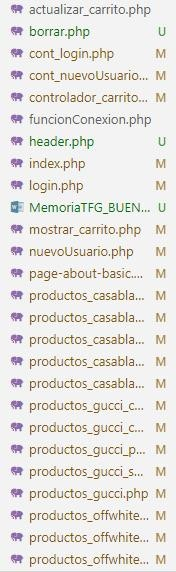 actualizar_carrito.php
borrar.php U
cont_login.php M
cont_nuevoUsuario... M
controlador_carrito... M
funcionConexion.php
header.php U
index.php M
login.php M
MemoriaTFG_BUEN... U
mostrar_carrito.php M
nuevoUsuario.php M
page-about-basic.... M
productos_casabla... M
productos_casabla... M
productos_casabla... M
productos_casabla... M
productos_casabla... M
productos_gucci_c... M
productos_gucci_c... M
productos_gucci_p... M
productos_gucci_s... M
productos_gucci.php M
productos_offwhite... M
productos_offwhite... M
productos_offwhite... M